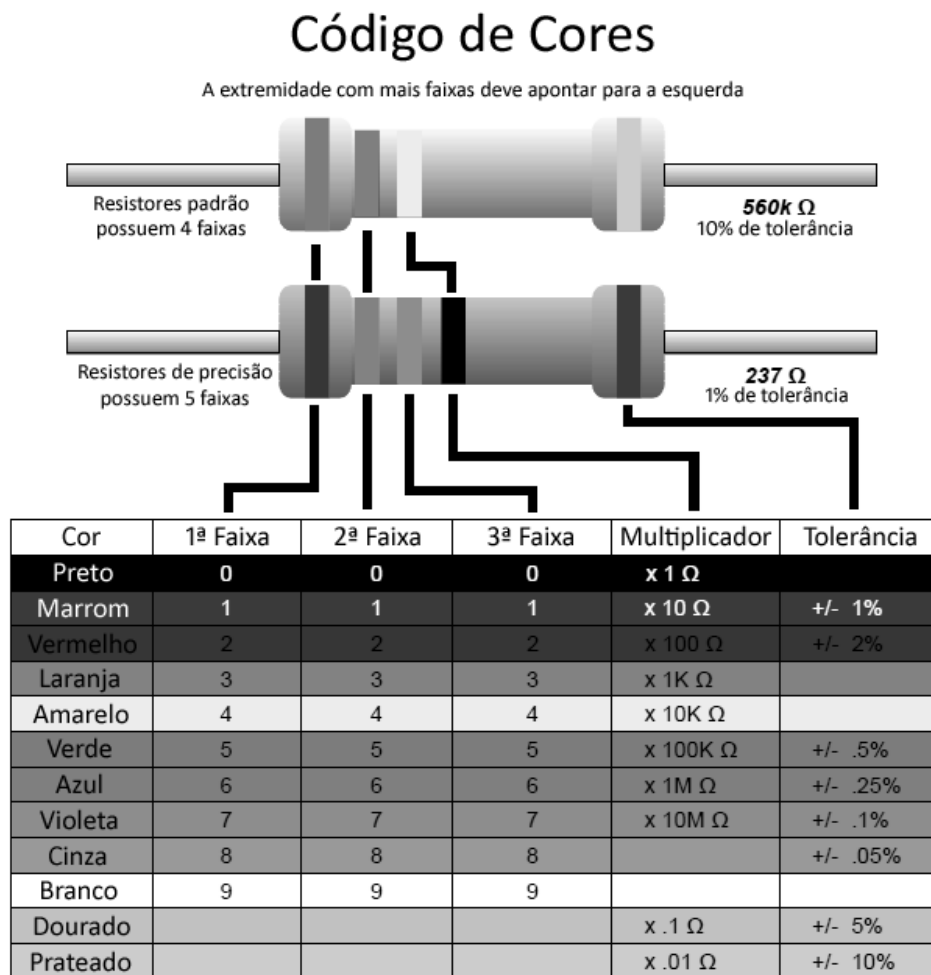 Código de Cores
A extremidade com mais faixas deve apontar para a esquerda
Resistores padrão
possuem 4 faixas
560k Ω
10% de tolerância
Resistores de precisão
possuem 5 faixas
237 Ω
1% de tolerância
Cor 1ª Faixa 2ª Faixa 3ª Faixa Multiplicador Tolerância
Preto 0 0 0 x 1 Ω
Marrom 1 1 1 x 10 Ω +/- 1%
Vermelho 2 2 2 x 100 Ω +/- 2%
Laranja 3 3 3 x 1K Ω
Amarelo 4 4 4 x 10K Ω
Verde 5 5 5 x 100K Ω +/- .5%
Azul 6 6 6 x 1M Ω +/- .25%
Violeta 7 7 7 x 10M Ω +/- .1%
Cinza 8 8 8 +/- .05%
Branco 9 9 9
Dourado x .1 Ω +/- 5%
Prateado x .01 Ω +/- 10%